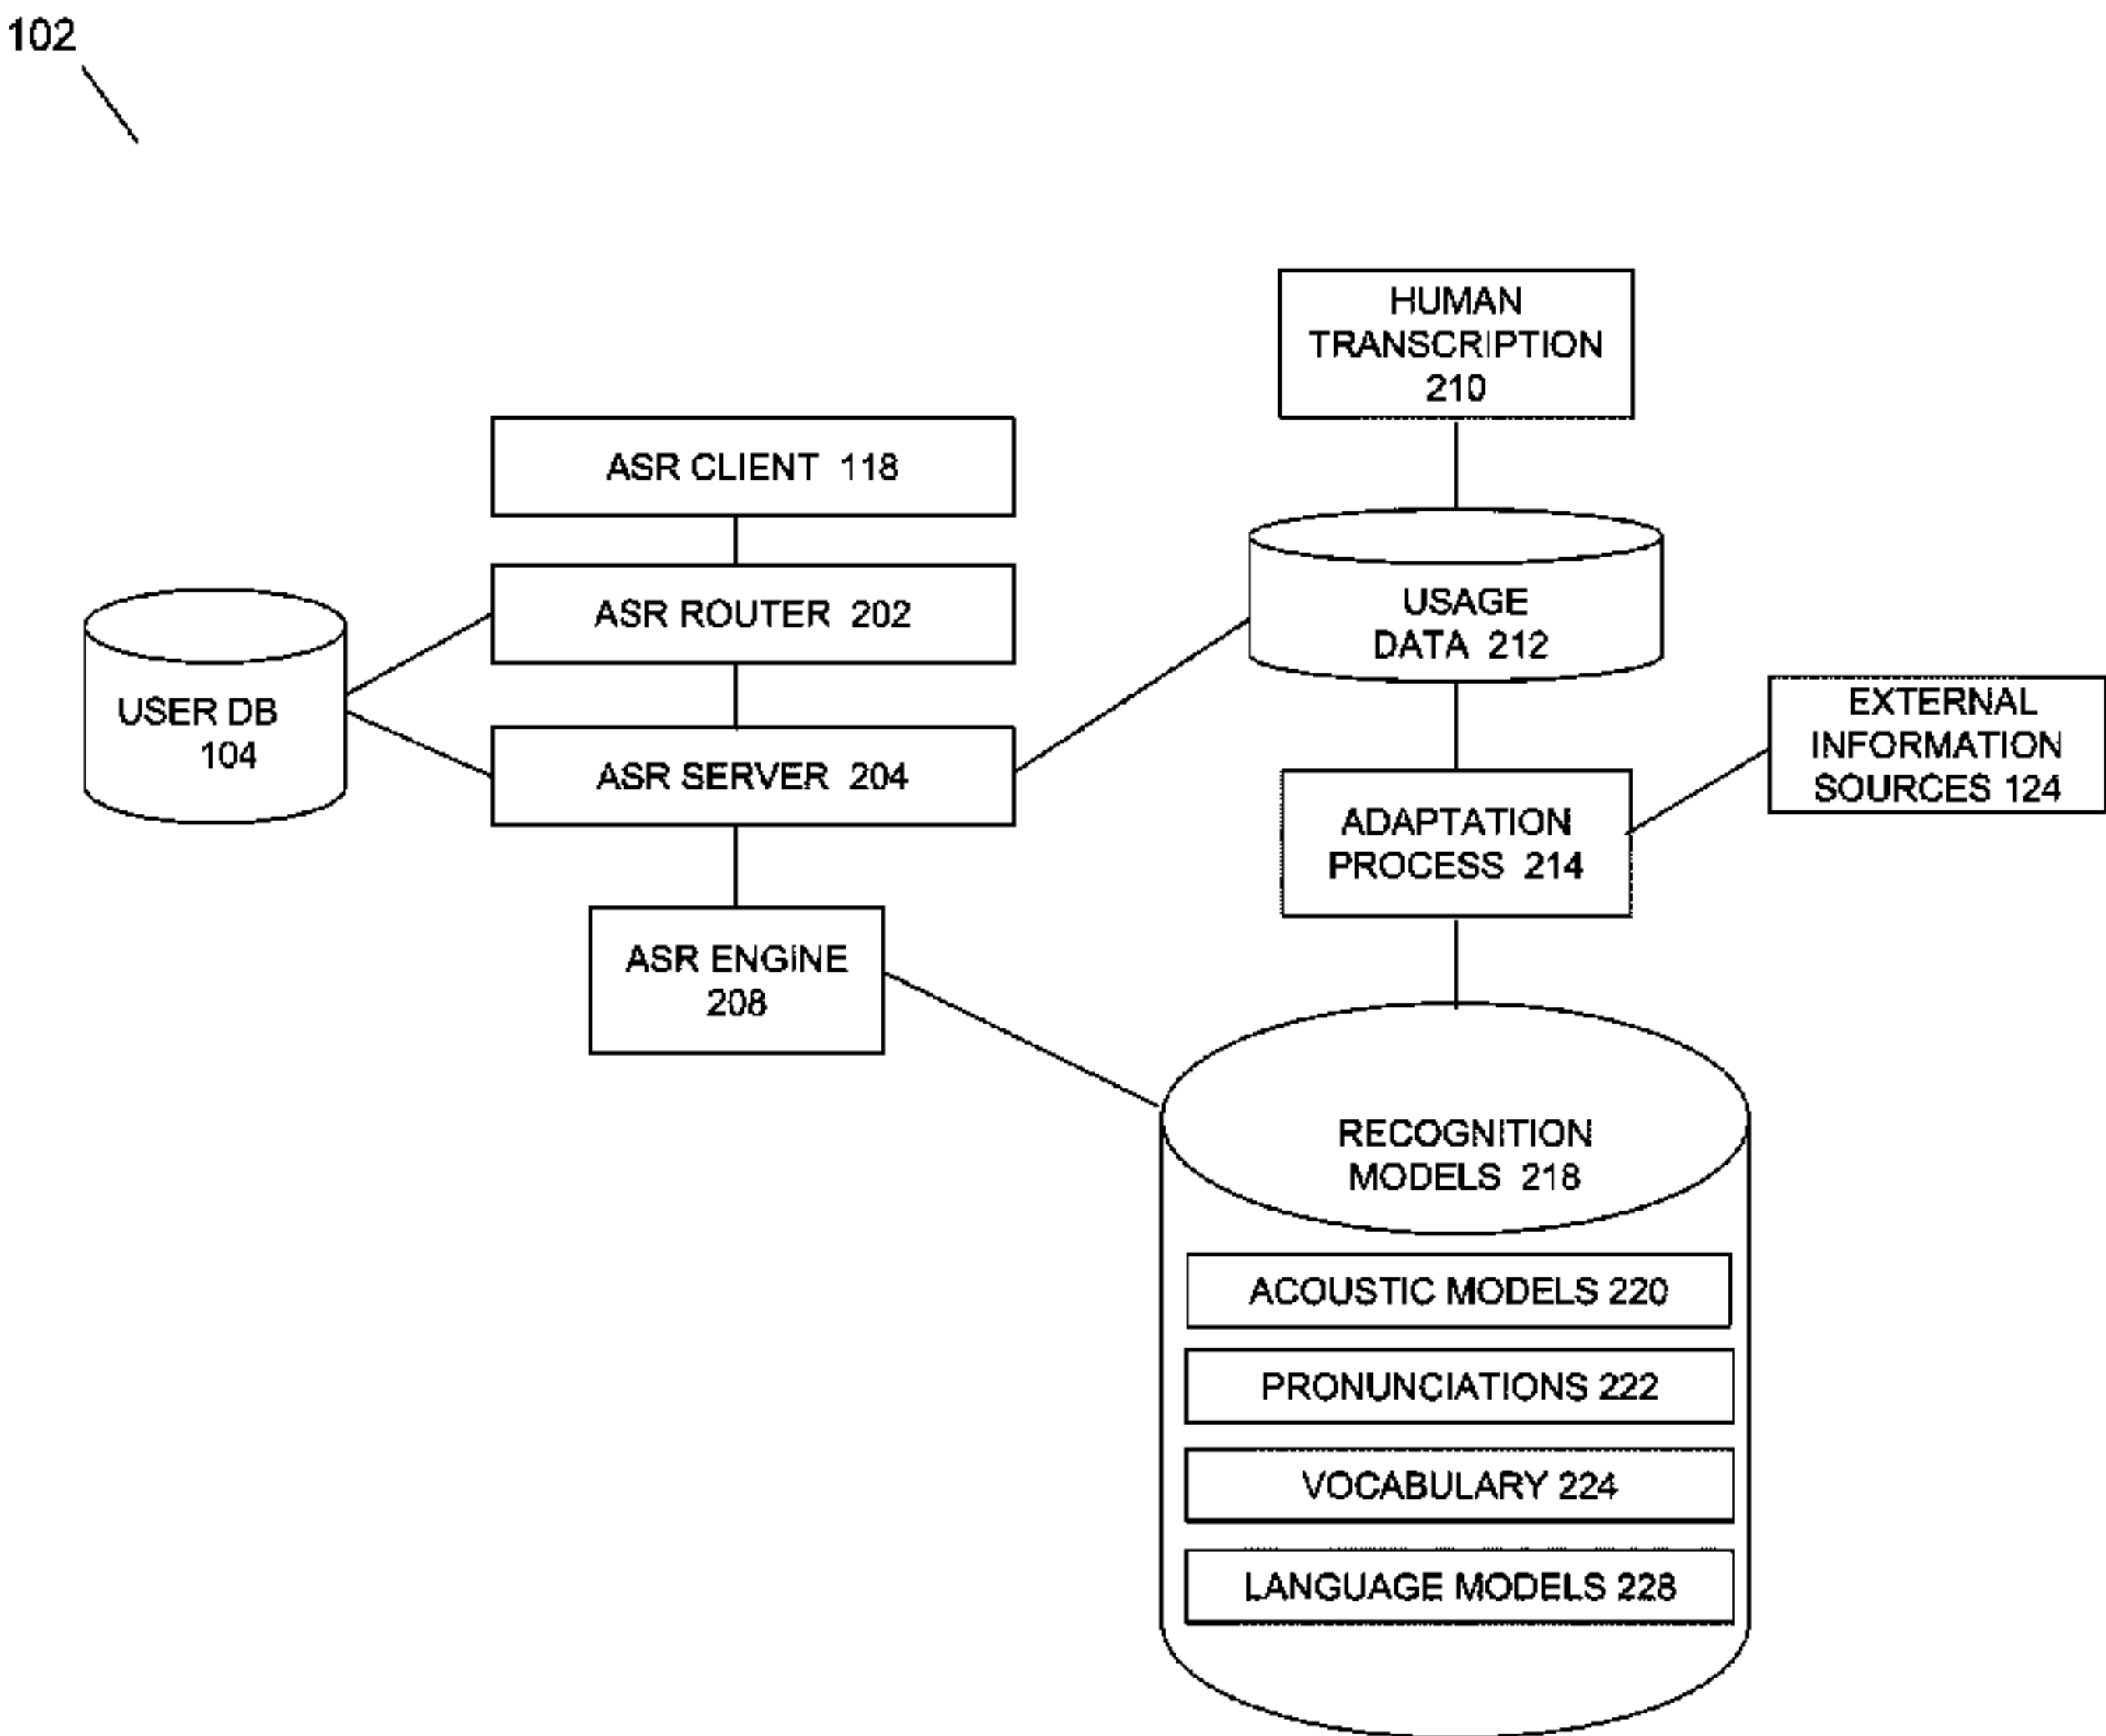 102
HUMAN
TRANSCRIPTION
210
ASR CLIENT 118
ASR ROUTER 202
USAGE
DATA 212
USER DB
104
ASR SERVER 204
EXTERNAL
INFORMATION
SOURCES 124
ADAPTATION
PROCESS 214
ASR ENGINE
208
RECOGNITION
MODELS 218
ACOUSTIC MODELS 220
PRONUNCIATIONS 222
VOCABULARY 224
LANGUAGE MODELS 228